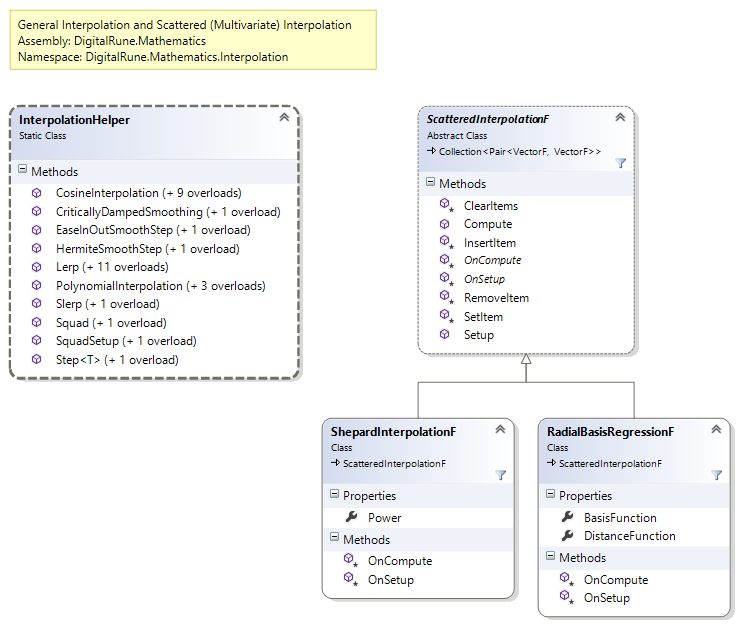 General Interpolation and Scattered (Multivariate) Interpolation
Assembly: DigitalRune.Mathematics
Namespace: DigitalRune.Mathematics.Interpolation
InterpolationHelper
Static Class
Methods
CosineInterpolation (+ 9 overloads)
CriticallyDampedSmoothing (+ 1 overload)
EaseInOutSmoothStep (+ 1 overload)
HermiteSmoothStep (+ 1 overload)
Lerp (+ 11 overloads)
PolynomialInterpolation (+ 3 overloads)
Slerp (+ 1 overload)
Squad (+ 1 overload)
SquadSetup (+ 1 overload)
Step<T> (+ 1 overload)
ScatteredInterpolationF
Abstract Class
Collection<Pair<VectorF, VectorF>>
Methods
ClearItems
Compute
InsertItem
OnCompute
OnSetup
RemoveItem
SetItem
Setup
ShepardInterpolationF
Class
ScatteredInterpolationF
Properties
Power
Methods
OnCompute
OnSetup
RadialBasisRegressionF
Class
ScatteredInterpolationF
Properties
BasisFunction
DistanceFunction
Methods
OnCompute
OnSetup